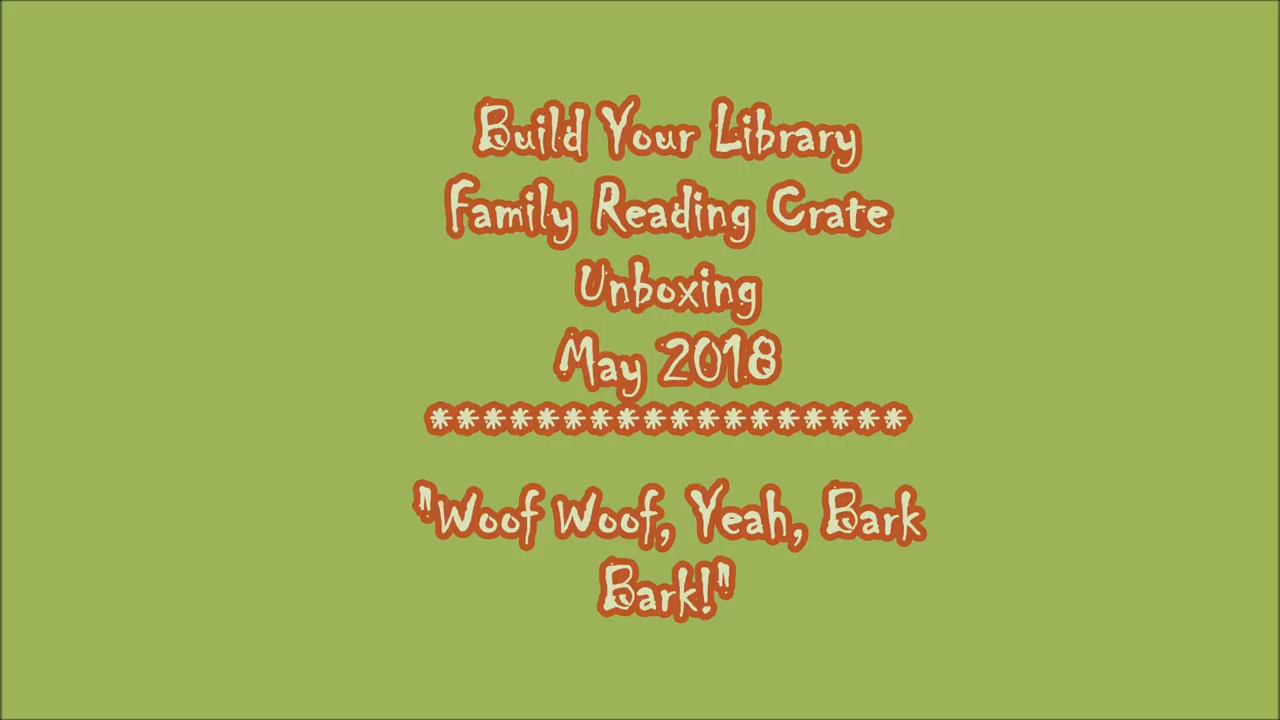 Build Your Library
Family Reading Crate
Unboxing
May 2018
******************
"Woof Woof, Yeah, Bark
Bark!"